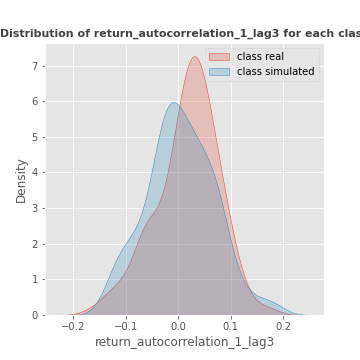 Distribution of return_autocorrelation_1_lag3 for each clas
class real
class simulated
7
6
5
4
3
2
1
0
Density
−0.2 −0.1 0.0 0.1 0.2
return_autocorrelation_1_lag3